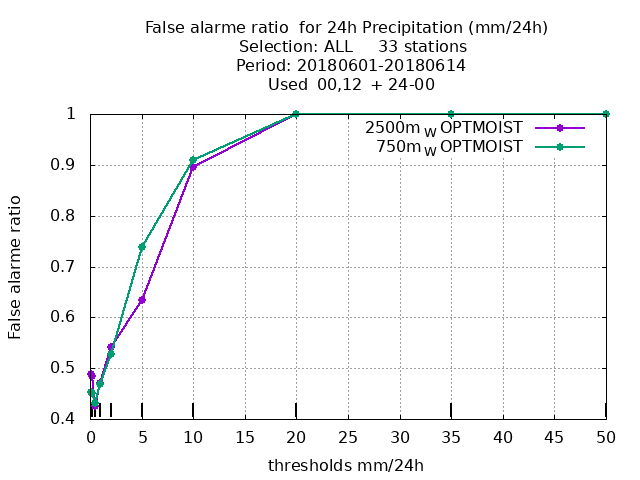 False alarme ratio  for 24h Precipitation (mm/24h)
Selection: ALL     33 stations
Period: 20180601-20180614
Used  00,12  + 24-00
1
0.9
0.8
0.7
0.6
0.5
0.4
False alarme ratio
2500m W OPTMOIST
750m W OPTMOIST
0 5 10 15 20 25 30 35 40 45 50
thresholds mm/24h